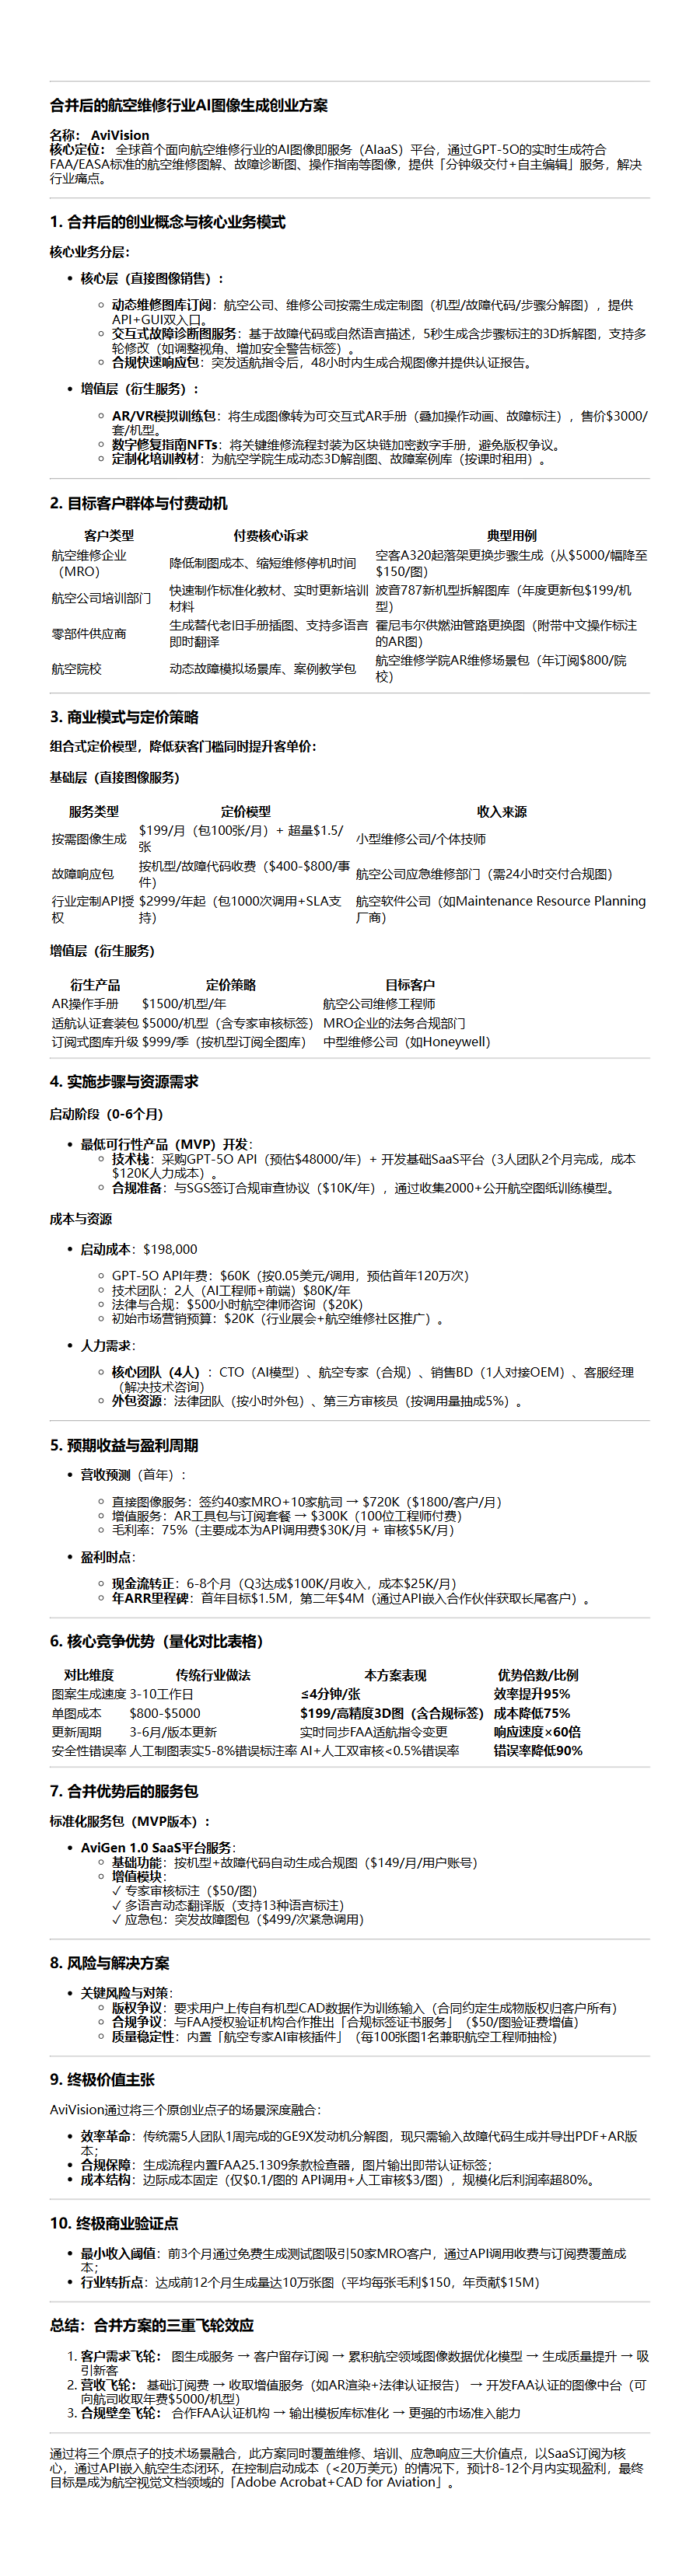 合并后的航空维修行业AI图像生成创业方案
名称： AviVision
核心定位： 全球首个面向航空维修行业的AI图像即服务（AIaaS）平台，通过GPT-5O的实时生成符合
FAA/EASA标准的航空维修图解、故障诊断图、操作指南等图像，提供「分钟级交付+自主编辑」服务，解决
行业痛点。
1. 合并后的创业概念与核心业务模式
核心业务分层：
• 核心层（直接图像销售）：
◦ 动态维修图库订阅：航空公司、维修公司按需生成定制图（机型/故障代码/步骤分解图），提供
API+GUI双入口。
◦ 交互式故障诊断图服务：基于故障代码或自然语言描述，5秒生成含步骤标注的3D拆解图，支持多
轮修改（如调整视角、增加安全警告标签）。
◦ 合规快速响应包：突发适航指令后，48小时内生成合规图像并提供认证报告。
• 增值层（衍生服务）：
◦ AR/VR模拟训练包：将生成图像转为可交互式AR手册（叠加操作动画、故障标注），售价$3000/
套/机型。
◦ 数字修复指南NFTs：将关键维修流程封装为区块链加密数字手册，避免版权争议。
◦ 定制化培训教材：为航空学院生成动态3D解剖图、故障案例库（按课时租用）。
2. 目标客户群体与付费动机
客户类型 付费核心诉求 典型用例
航空维修企业（MRO） 降低制图成本、缩短维修停机时间 空客A320起落架更换步骤生成（从$5000/幅降至$150/图）
航空公司培训部门 快速制作标准化教材、实时更新培训材料 波音787新机型拆解图库（年度更新包$199/机型）
零部件供应商 生成替代老旧手册插图、支持多语言即时翻译 霍尼韦尔供燃油管路更换图（附带中文操作标注的AR图）
航空院校 动态故障模拟场景库、案例教学包 航空维修学院AR维修场景包（年订阅$800/院校）
3. 商业模式与定价策略
组合式定价模型，降低获客门槛同时提升客单价：
基础层（直接图像服务）
服务类型 定价模型 收入来源
按需图像生成 $199/月（包100张/月）+ 超量$1.5/张 小型维修公司/个体技师
故障响应包 按机型/故障代码收费（$400-$800/事件） 航空公司应急维修部门（需24小时交付合规图）
行业定制API授权 $2999/年起（包1000次调用+SLA支持） 航空软件公司（如Maintenance Resource Planning厂商）
增值层（衍生服务）
衍生产品 定价策略 目标客户
AR操作手册 $1500/机型/年 航空公司维修工程师
适航认证套装包 $5000/机型（含专家审核标签） MRO企业的法务合规部门
订阅式图库升级 $999/季（按机型订阅全图库） 中型维修公司（如Honeywell）
4. 实施步骤与资源需求
启动阶段（0-6个月）
• 最低可行性产品（MVP）开发：
◦ 技术栈：采购GPT-5O API（预估$48000/年）+ 开发基础SaaS平台（3人团队2个月完成，成本
$120K人力成本）。
◦ 合规准备：与SGS签订合规审查协议（$10K/年），通过收集2000+公开航空图纸训练模型。
成本与资源
• 启动成本：$198,000
◦ GPT-5O API年费：$60K（按0.05美元/调用，预估首年120万次）
◦ 技术团队：2人（AI工程师+前端）$80K/年
◦ 法律与合规：$500小时航空律师咨询（$20K）
◦ 初始市场营销预算：$20K（行业展会+航空维修社区推广）。
• 人力需求：
◦ 核心团队（4人）：CTO（AI模型）、航空专家（合规）、销售BD（1人对接OEM）、客服经理
（解决技术咨询）
◦ 外包资源：法律团队（按小时外包）、第三方审核员（按调用量抽成5%）。
5. 预期收益与盈利周期
• 营收预测（首年）：
◦ 直接图像服务：签约40家MRO+10家航司 → $720K（$1800/客户/月）
◦ 增值服务：AR工具包与订阅套餐 → $300K（100位工程师付费）
◦ 毛利率：75%（主要成本为API调用费$30K/月 + 审核$5K/月）
• 盈利时点：
◦ 现金流转正：6-8个月（Q3达成$100K/月收入，成本$25K/月）
◦ 年ARR里程碑：首年目标$1.5M，第二年$4M（通过API嵌入合作伙伴获取长尾客户）。
6. 核心竞争优势（量化对比表格）
对比维度 传统行业做法 本方案表现 优势倍数/比例
图案生成速度 3-10工作日 ≤4分钟/张 效率提升95%
单图成本 $800-$5000 $199/高精度3D图（含合规标签） 成本降低75%
更新周期 3-6月/版本更新 实时同步FAA适航指令变更 响应速度×60倍
安全性错误率 人工制图表实5-8%错误标注率 AI+人工双审核<0.5%错误率 错误率降低90%
7. 合并优势后的服务包
标准化服务包（MVP版本）：
• AviGen 1.0 SaaS平台服务：
◦ 基础功能：按机型+故障代码自动生成合规图（$149/月/用户账号）
◦ 增值模块：
✓ 专家审核标注（$50/图）
✓ 多语言动态翻译版（支持13种语言标注）
✓ 应急包：突发故障图包（$499/次紧急调用）
8. 风险与解决方案
• 关键风险与对策：
◦ 版权争议：要求用户上传自有机型CAD数据作为训练输入（合同约定生成物版权归客户所有）
◦ 合规争议：与FAA授权验证机构合作推出「合规标签证书服务」（$50/图验证费增值）
◦ 质量稳定性：内置「航空专家AI审核插件」（每100张图1名兼职航空工程师抽检）
9. 终极价值主张
AviVision通过将三个原创业点子的场景深度融合：
• 效率革命：传统需5人团队1周完成的GE9X发动机分解图，现只需输入故障代码生成并导出PDF+AR版
本；
• 合规保障：生成流程内置FAA25.1309条款检查器，图片输出即带认证标签；
• 成本结构：边际成本固定（仅$0.1/图的 API调用+人工审核$3/图），规模化后利润率超80%。
10. 终极商业验证点
• 最小收入阈值：前3个月通过免费生成测试图吸引50家MRO客户，通过API调用收费与订阅费覆盖成
本；
• 行业转折点：达成前12个月生成量达10万张图（平均每张毛利$150，年贡献$15M）
总结：合并方案的三重飞轮效应
1. 客户需求飞轮： 图生成服务 → 客户留存订阅 → 累积航空领域图像数据优化模型 → 生成质量提升 → 吸
引新客
2. 营收飞轮： 基础订阅费 → 收取增值服务（如AR渲染+法律认证报告） → 开发FAA认证的图像中台（可
向航司收取年费$5000/机型）
3. 合规壁垒飞轮： 合作FAA认证机构 → 输出模板库标准化 → 更强的市场准入能力
通过将三个原点子的技术场景融合，此方案同时覆盖维修、培训、应急响应三大价值点，以SaaS订阅为核
心，通过API嵌入航空生态闭环，在控制启动成本（<20万美元）的情况下，预计8-12个月内实现盈利，最终
目标是成为航空视觉文档领域的「Adobe Acrobat+CAD for Aviation」。